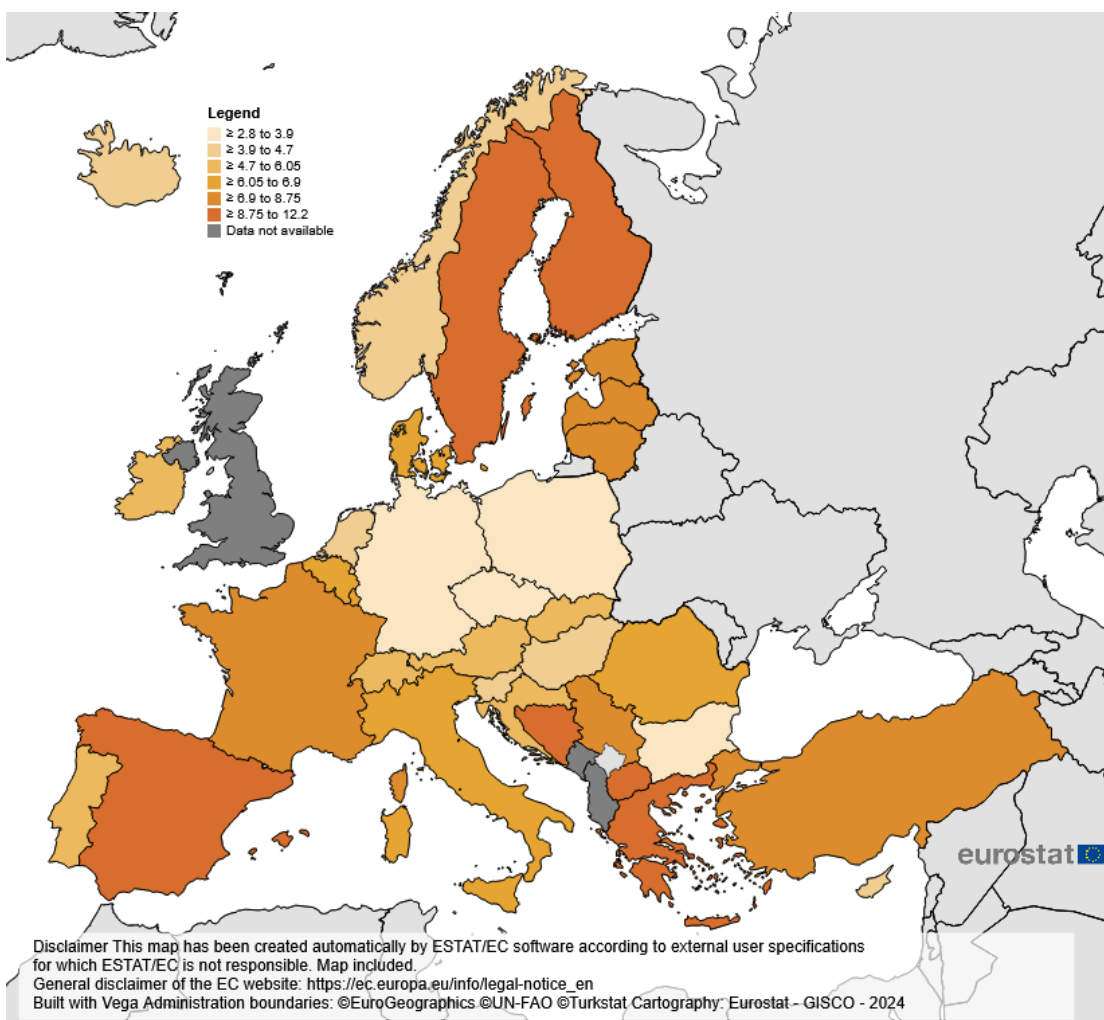 Legend
≥ 2.8 to 3.9
≥ 3.9 to 4.7
≥ 4.7 to 6.05
≥ 6.05 to 6.9
≥ 6.9 to 8.75
≥ 8.75 to 12.2
Data not available
eurostat
Disclaimer This map has been created automatically by ESTAT/EC software according to external user specifications
for which ESTAT/EC is not responsible. Map included.
General disclaimer of the EC website: https://ec.europa.eu/info/legal-notice_en
Built with Vega Administration boundaries: ©EuroGeographics ©UN-FAO ©Turkstat Cartography: Eurostat - GISCO - 2024